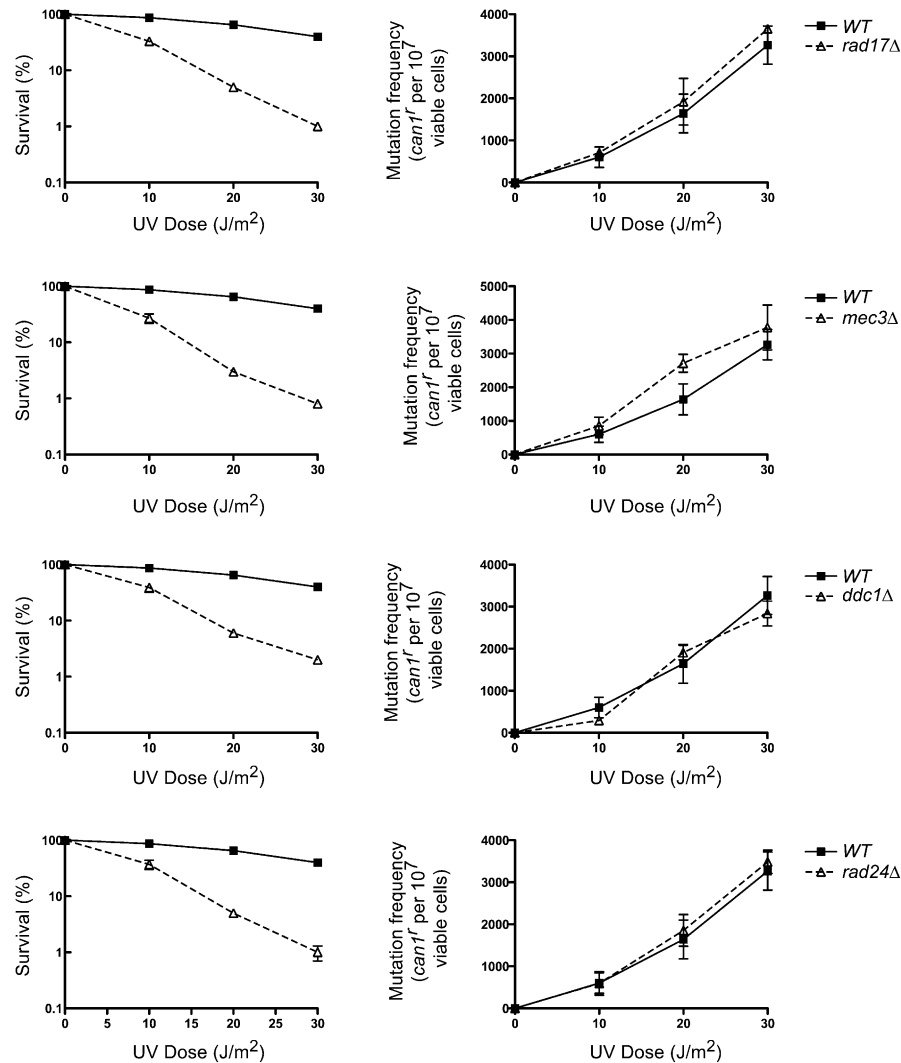 100
10
1
0.1
0 10 20 30
Survival (%)
UV Dose (J/m²)
Mutation frequency
(can1ʳ per 10⁷
viable cells)
4000
3000
2000
1000
0
0 10 20 30
UV Dose (J/m²)
WT
rad17Δ
100
10
1
0.1
0 10 20 30
Survival (%)
UV Dose (J/m²)
Mutation frequency
(can1ʳ per 10⁷
viable cells)
5000
4000
3000
2000
1000
0
0 10 20 30
UV Dose (J/m²)
WT
mec3Δ
100
10
1
0.1
0 10 20 30
Survival (%)
UV Dose (J/m²)
Mutation frequency
(can1ʳ per 10⁷
viable cells)
4000
3000
2000
1000
0
0 10 20 30
UV Dose (J/m²)
WT
ddc1Δ
100
10
1
0.1
0 5 10 15 20 25 30
Survival (%)
UV Dose (J/m²)
Mutation frequency
(can1ʳ per 10⁷
viable cells)
4000
3000
2000
1000
0
0 10 20 30
UV Dose (J/m²)
WT
rad24Δ